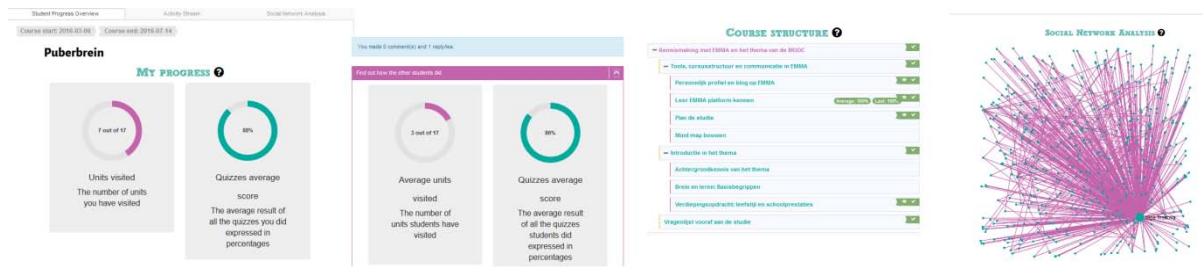 Student Progress Overview
Activity Stream
Social Network Analysis
Course start: 2016-03-06
Course end: 2016-07-14
Puberbrein
MY PROGRESS ?
7 out of 17
88%
Units visited
The number of units
you have visited
Quizzes average
score
The average result of
all the quizzes you did
expressed in
percentages
You made 0 comment(s) and 1 reply/ies.
Find out how the other students did
3 out of 17
86%
Average units
visited
The number of
units students have
visited
Quizzes average
score
The average result
of all the quizzes
students did
expressed in
percentages
COURSE STRUCTURE ?
Kennismaking met EMMA en het thema van de MOOC
Tools, cursusstructuur en communicatie in EMMA
Persoonlijk profiel en blog op EMMA
Leer EMMA platform kennen
Average: 100%
Last: 100%
Plan de studie
Mind map bouwen
Introductie in het thema
Achtergrondkennis van het thema
Brein en leren: Basisbegrippen
Verdiepingsopdracht: leefstijl en schoolprestaties
Vragenlijst vooraf aan de studie
SOCIAL NETWORK ANALYSIS ?